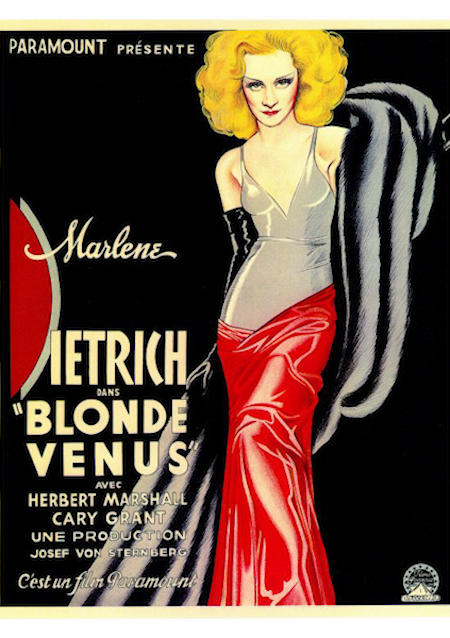 PARAMOUNT PRÉSENTE
Marlene
DIETRICH
DANS
"BLONDE
VENUS"
AVEC
HERBERT MARSHALL
CARY GRANT
UNE PRODUCTION
JOSEF VON STERNBERG
C'est un film Paramount